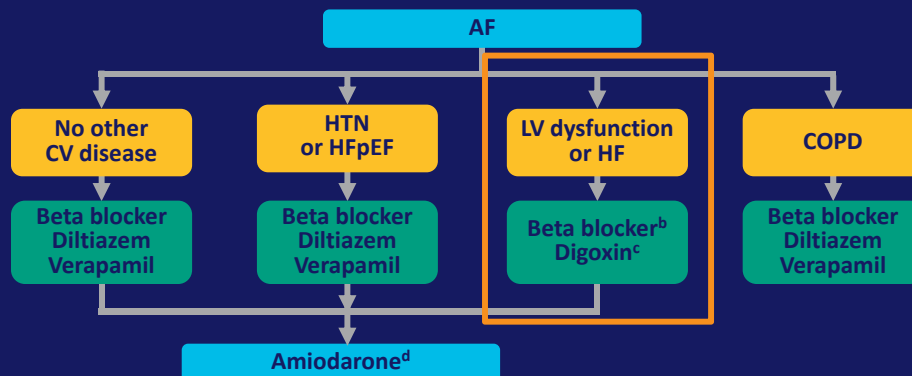 AF
No other
CV disease
HTN
or HFpEF
LV dysfunction
or HF
COPD
Beta blocker
Diltiazem
Verapamil
Beta blocker
Diltiazem
Verapamil
Beta blockerᵇ
Digoxinᶜ
Beta blocker
Diltiazem
Verapamil
Amiodaroneᵈ